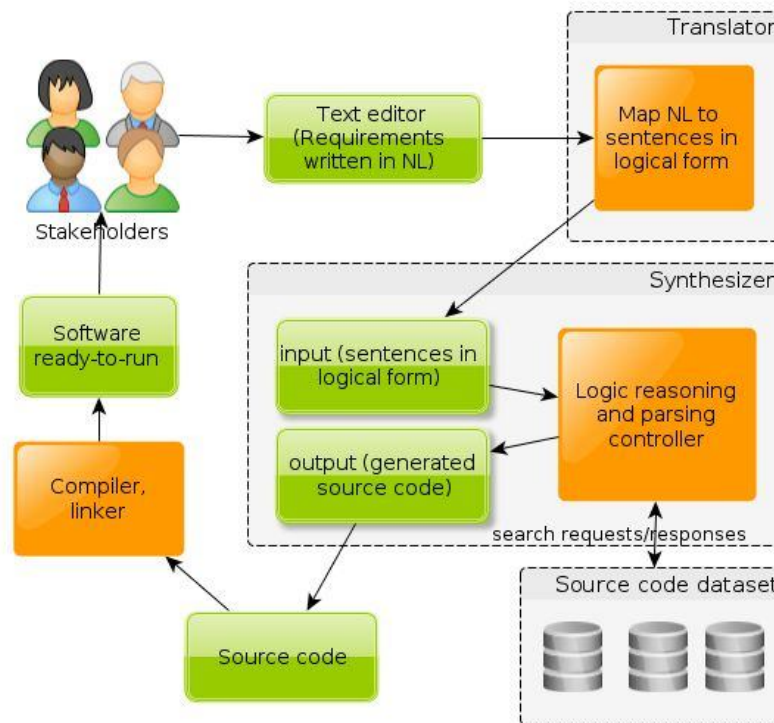 Translator
Text editor
(Requirements
written in NL)
Map NL to
sentences in
logical form
Stakeholders
Synthesizer
Software
ready-to-run
input (sentences in
logical form)
Logic reasoning
and parsing
controller
output (generated
source code)
Compiler,
linker
search requests/responses
Source code dataset
Source code